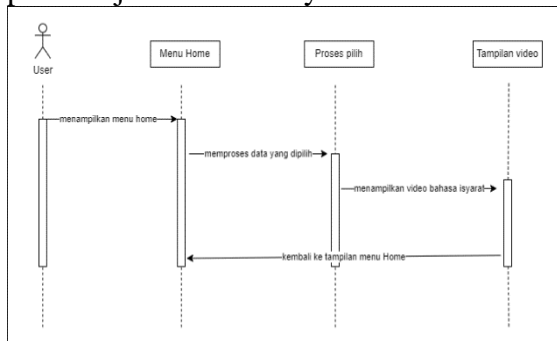 User
Menu Home
Proses pilih
Tampilan video
menampilkan menu home
memproses data yang dipilih
menampilkan video bahasa isyarat
kembali ke tampilan menu Home